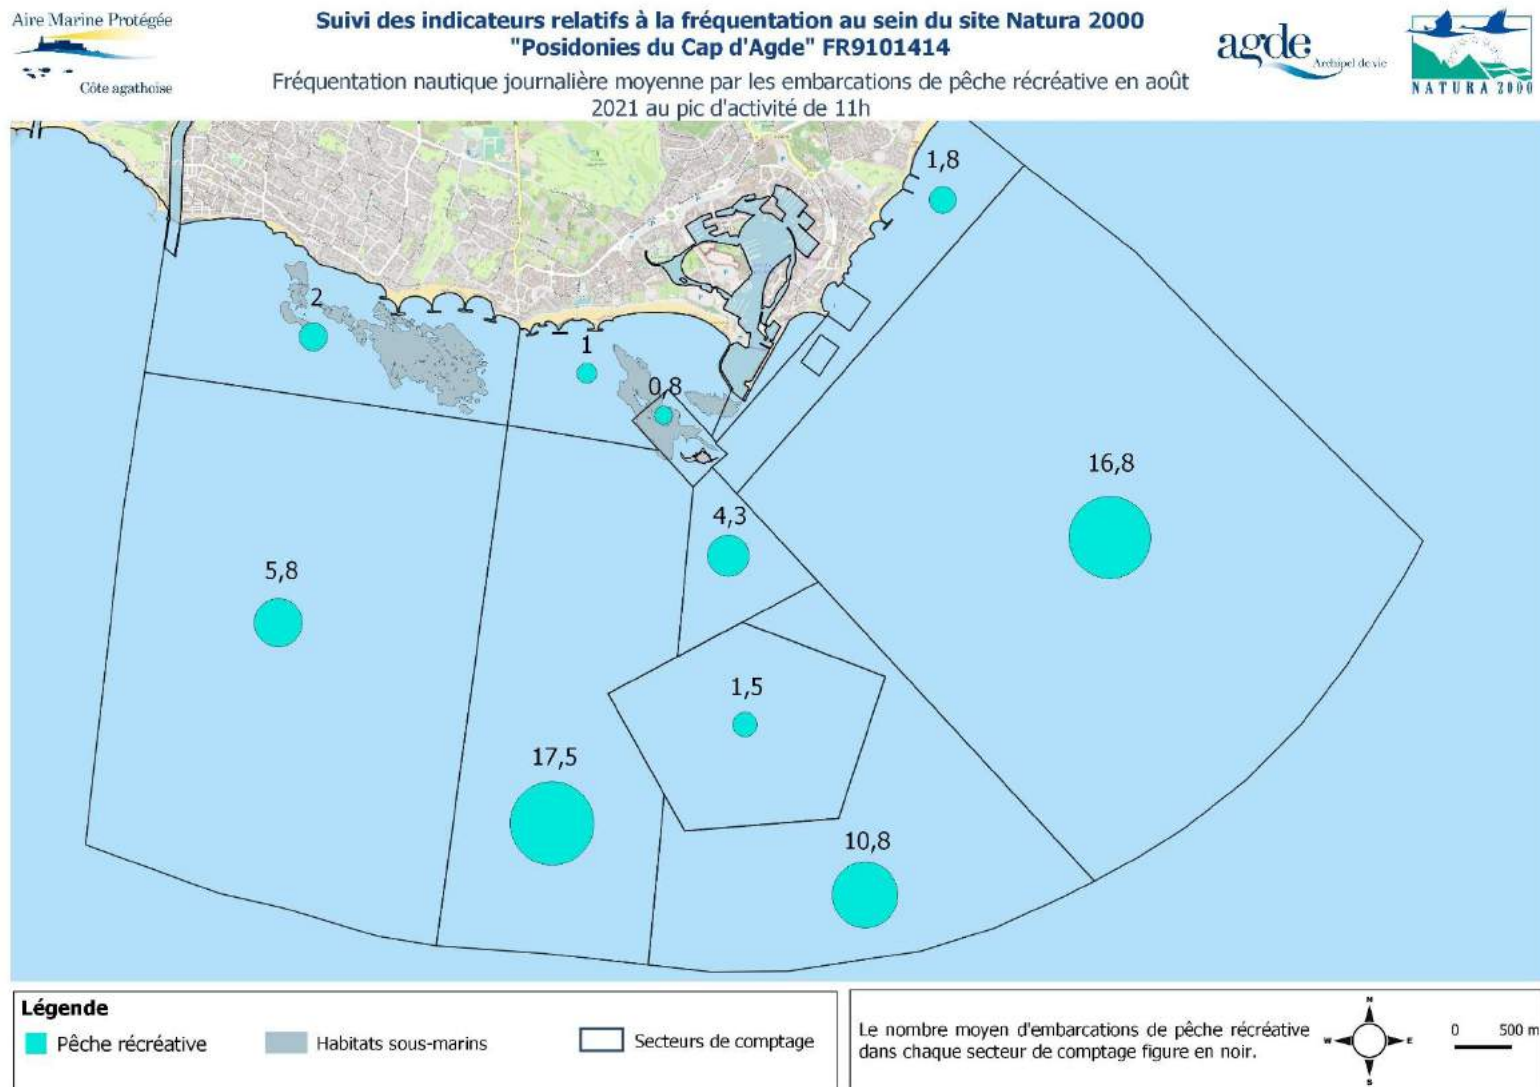 Aire Marine Protégée
Côte agathoise
Suivi des indicateurs relatifs à la fréquentation au sein du site Natura 2000
"Posidonies du Cap d'Agde" FR9101414
Fréquentation nautique journalière moyenne par les embarcations de pêche récréative en août
2021 au pic d'activité de 11h
agde
Archipel de vie
NATURA 2000
1,8
2
1
0,8
16,8
4,3
5,8
1,5
17,5
10,8
Légende
Pêche récréative
Habitats sous-marins
Secteurs de comptage
Le nombre moyen d'embarcations de pêche récréative
dans chaque secteur de comptage figure en noir.
N
W
E
S
0 500 m